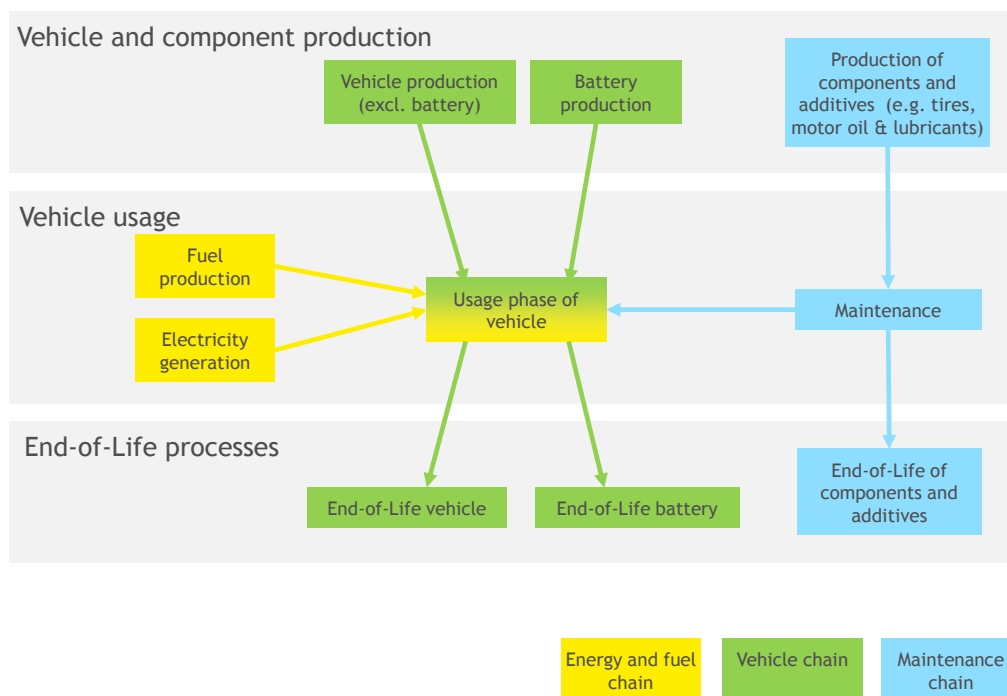 Vehicle and component production
Vehicle production
(excl. battery)
Battery
production
Production of
components and
additives (e.g. tires,
motor oil & lubricants)
Vehicle usage
Fuel
production
Electricity
generation
Usage phase of
vehicle
Maintenance
End-of-Life processes
End-of-Life vehicle
End-of-Life battery
End-of-Life of
components and
additives
Energy and fuel
chain
Vehicle chain
Maintenance
chain